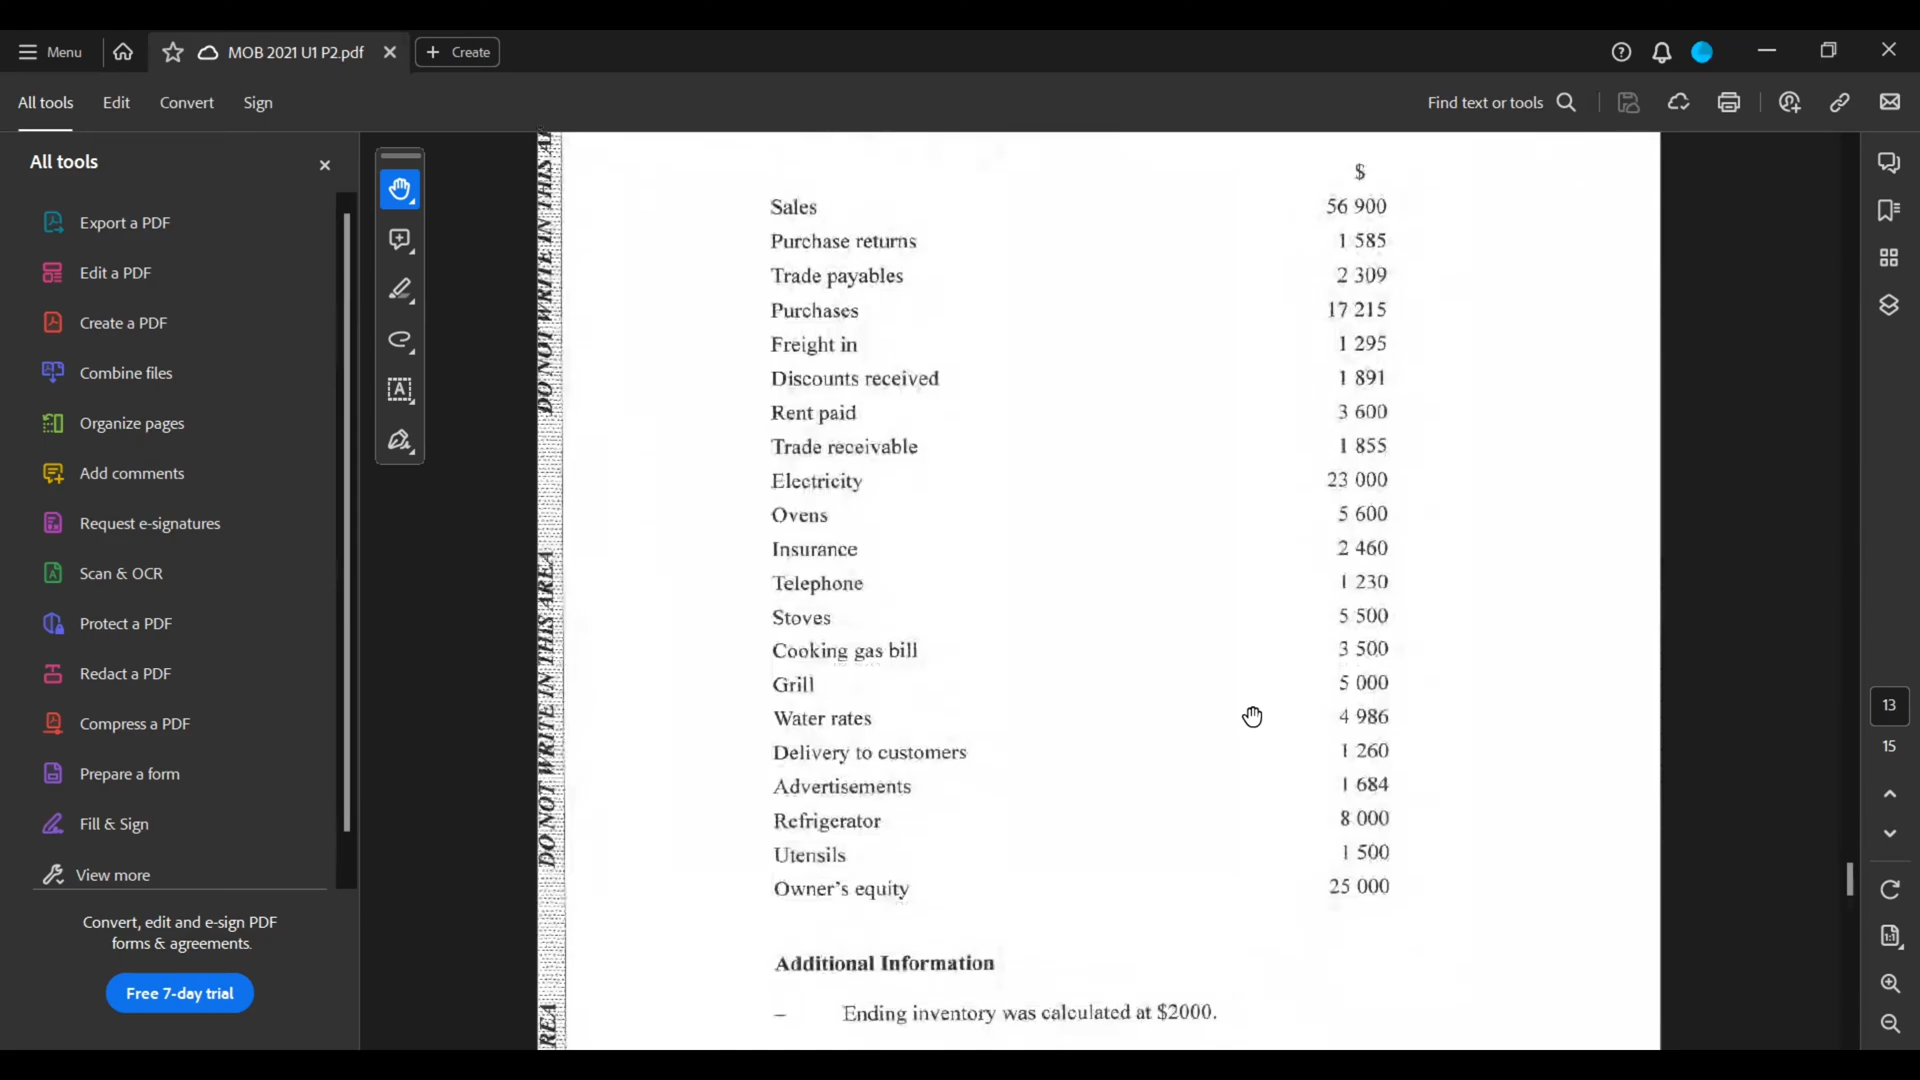 Menu
MOB 2021 U1 P2.pdf
Create
All tools Edit Convert Sign
Find text or tools
All tools
Export a PDF
Edit a PDF
Create a PDF
Combine files
Organize pages
Add comments
Request e-signatures
Scan & OCR
Protect a PDF
Redact a PDF
Compress a PDF
Prepare a form
Fill & Sign
View more
Convert, edit and e-sign PDF
forms & agreements.
Free 7-day trial
DO NOT WRITE IN THIS AR
DO NOT WRITE IN THIS AREA
REA
$
Sales 56 900
Purchase returns 1 585
Trade payables 2 309
Purchases 17 215
Freight in 1 295
Discounts received 1 891
Rent paid 3 600
Trade receivable 1 855
Electricity 23 000
Ovens 5 600
Insurance 2 460
Telephone 1 230
Stoves 5 500
Cooking gas bill 3 500
Grill 5 000
Water rates 4 986
Delivery to customers 1 260
Advertisements 1 684
Refrigerator 8 000
Utensils 1 500
Owner's equity 25 000
Additional Information
– Ending inventory was calculated at $2000.
13
15